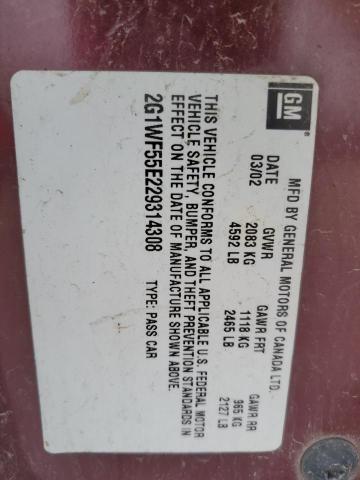 GM
MFD BY GENERAL MOTORS OF CANADA LTD.
DATE GVWR GAWR FRT GAWR RR
03/02 2083 KG 1118 KG 965 KG
4592 LB 2465 LB 2127 LB
THIS VEHICLE CONFORMS TO ALL APPLICABLE U.S. FEDERAL MOTOR
VEHICLE SAFETY, BUMPER, AND THEFT PREVENTION STANDARDS IN
EFFECT ON THE DATE OF MANUFACTURE SHOWN ABOVE.
2G1WF55E229314308 TYPE: PASS CAR